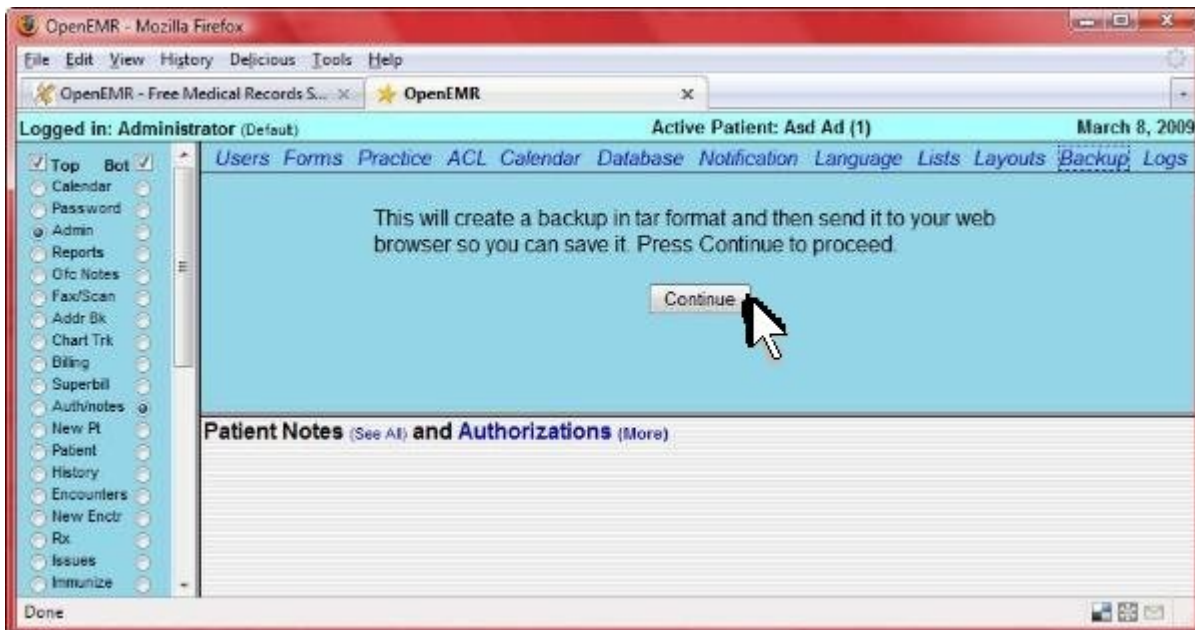 OpenEMR - Mozilla Firefox
File Edit View History Delicious Tools Help
OpenEMR - Free Medical Records S... OpenEMR
Logged in: Administrator (Default) Active Patient: Asd Ad (1) March 8, 2009
Top Bot
Users Forms Practice ACL Calendar Database Notification Language Lists Layouts Backup Logs
Calendar
Password
Admin
Reports
Ofc Notes
Fax/Scan
Addr Bk
Chart Trk
Billing
Superbill
Auth/notes
New Pt
Patient
History
Encounters
New Enctr
Rx
Issues
Immunize
This will create a backup in tar format and then send it to your web
browser so you can save it. Press Continue to proceed.
Continue
Patient Notes (See All) and Authorizations (More)
Done